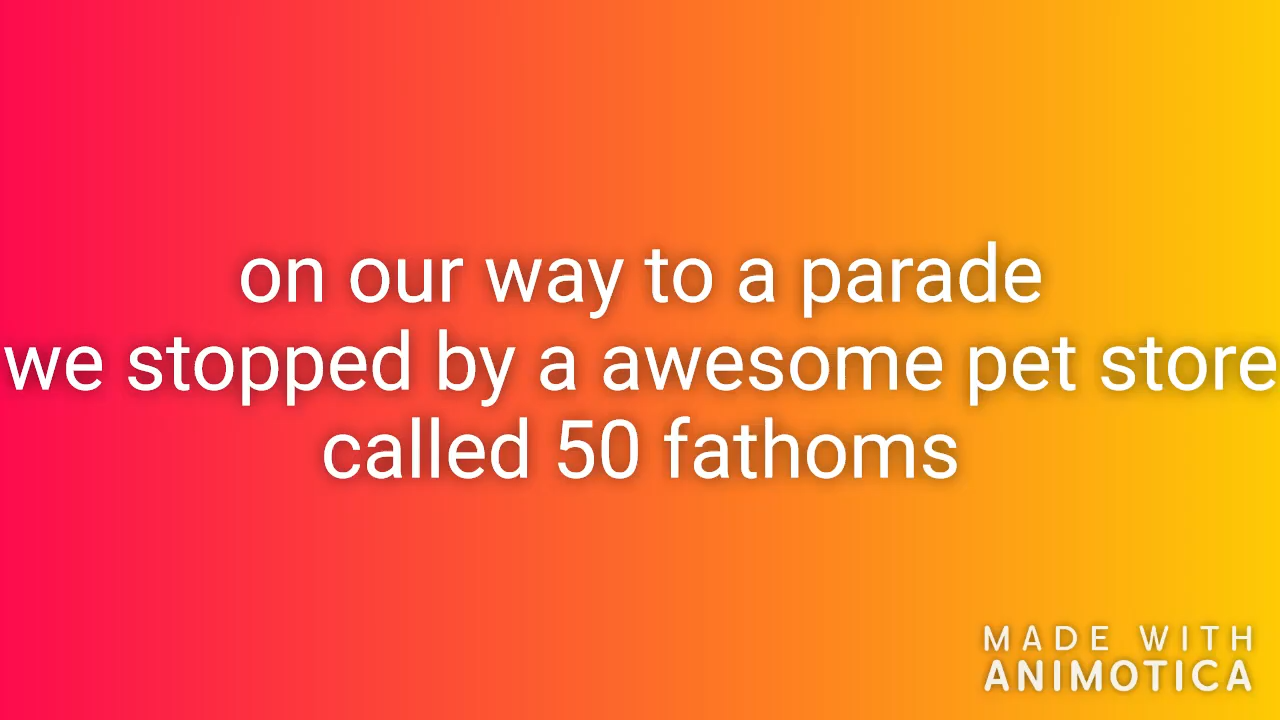 on our way to a parade
we stopped by a awesome pet store
called 50 fathoms
MADE WITH
ANIMOTICA